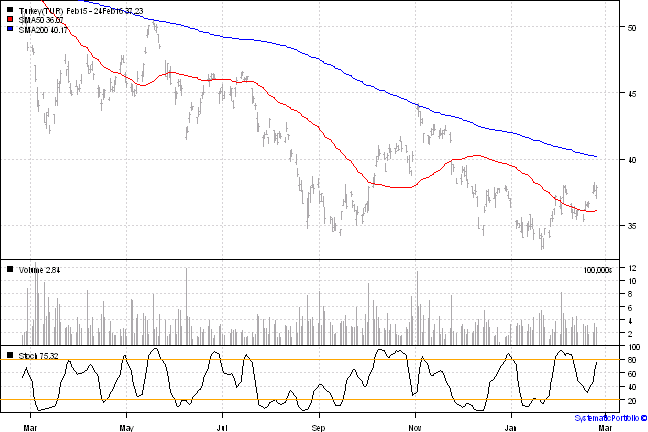 Turkey(TUR) Feb15 - 24Feb16 37.23
SMA50 36.07
SMA200 40.17
50
45
40
35
Volume 2.84
100,000s
12
10
8
6
4
2
Stoch 75.32
100
80
60
40
20
Mar May Jul Sep Nov Jan Mar
SystematicPortfolio ©